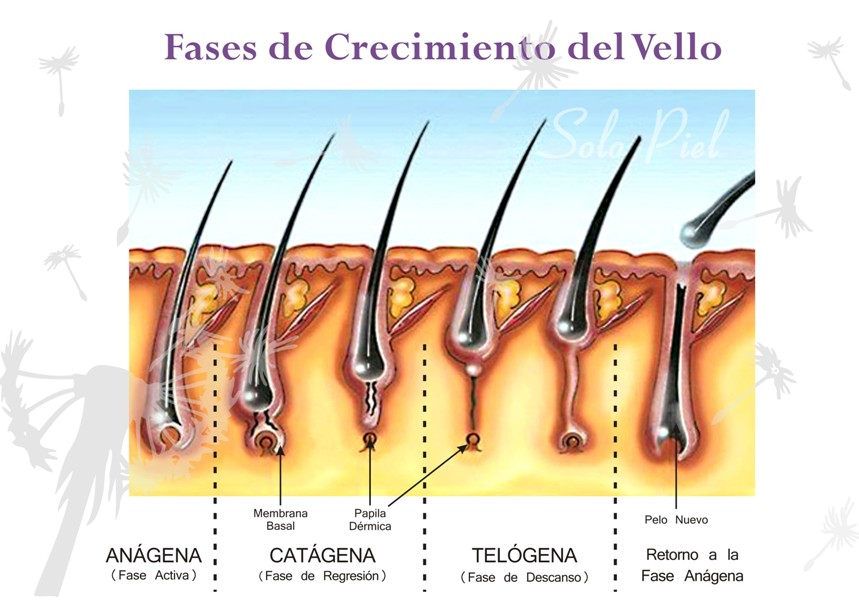 Fases de Crecimiento del Vello
Solo Piel
Membrana
Basal
Papila
Dérmica
Pelo Nuevo
ANÁGENA
(Fase Activa)
CATÁGENA
(Fase de Regresión)
TELÓGENA
(Fase de Descanso)
Retorno a la
Fase Anágena